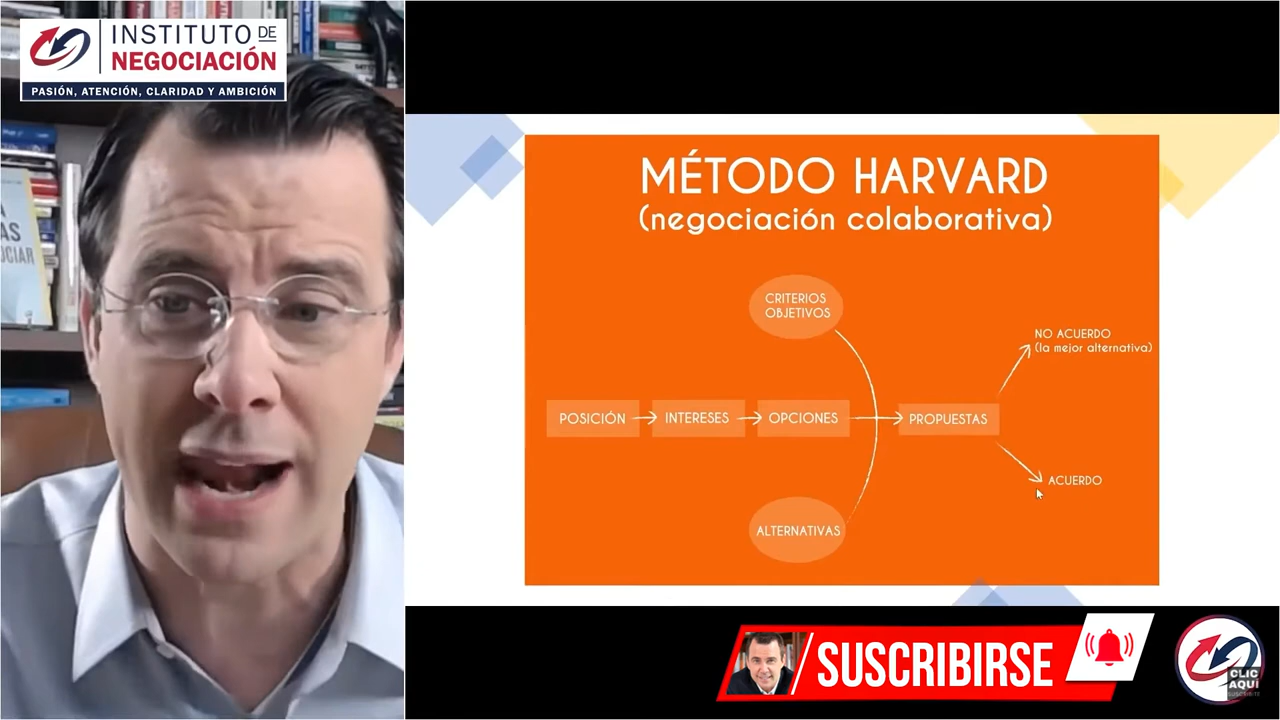 INSTITUTO DE
NEGOCIACIÓN
PASIÓN, ATENCIÓN, CLARIDAD Y AMBICIÓN
MÉTODO HARVARD
(negociación colaborativa)
CRITERIOS
OBJETIVOS
NO ACUERDO
(la mejor alternativa)
POSICIÓN
INTERESES
OPCIONES
PROPUESTAS
ACUERDO
ALTERNATIVAS
SUSCRIBIRSE
CLIC
AQUÍ